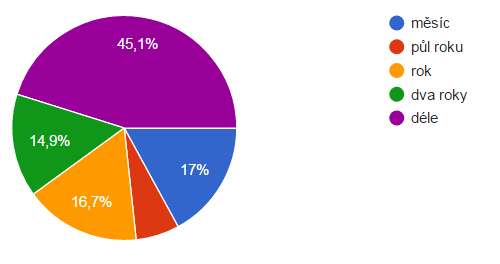 45,1%
14,9%
16,7%
17%
měsíc
půl roku
rok
dva roky
déle